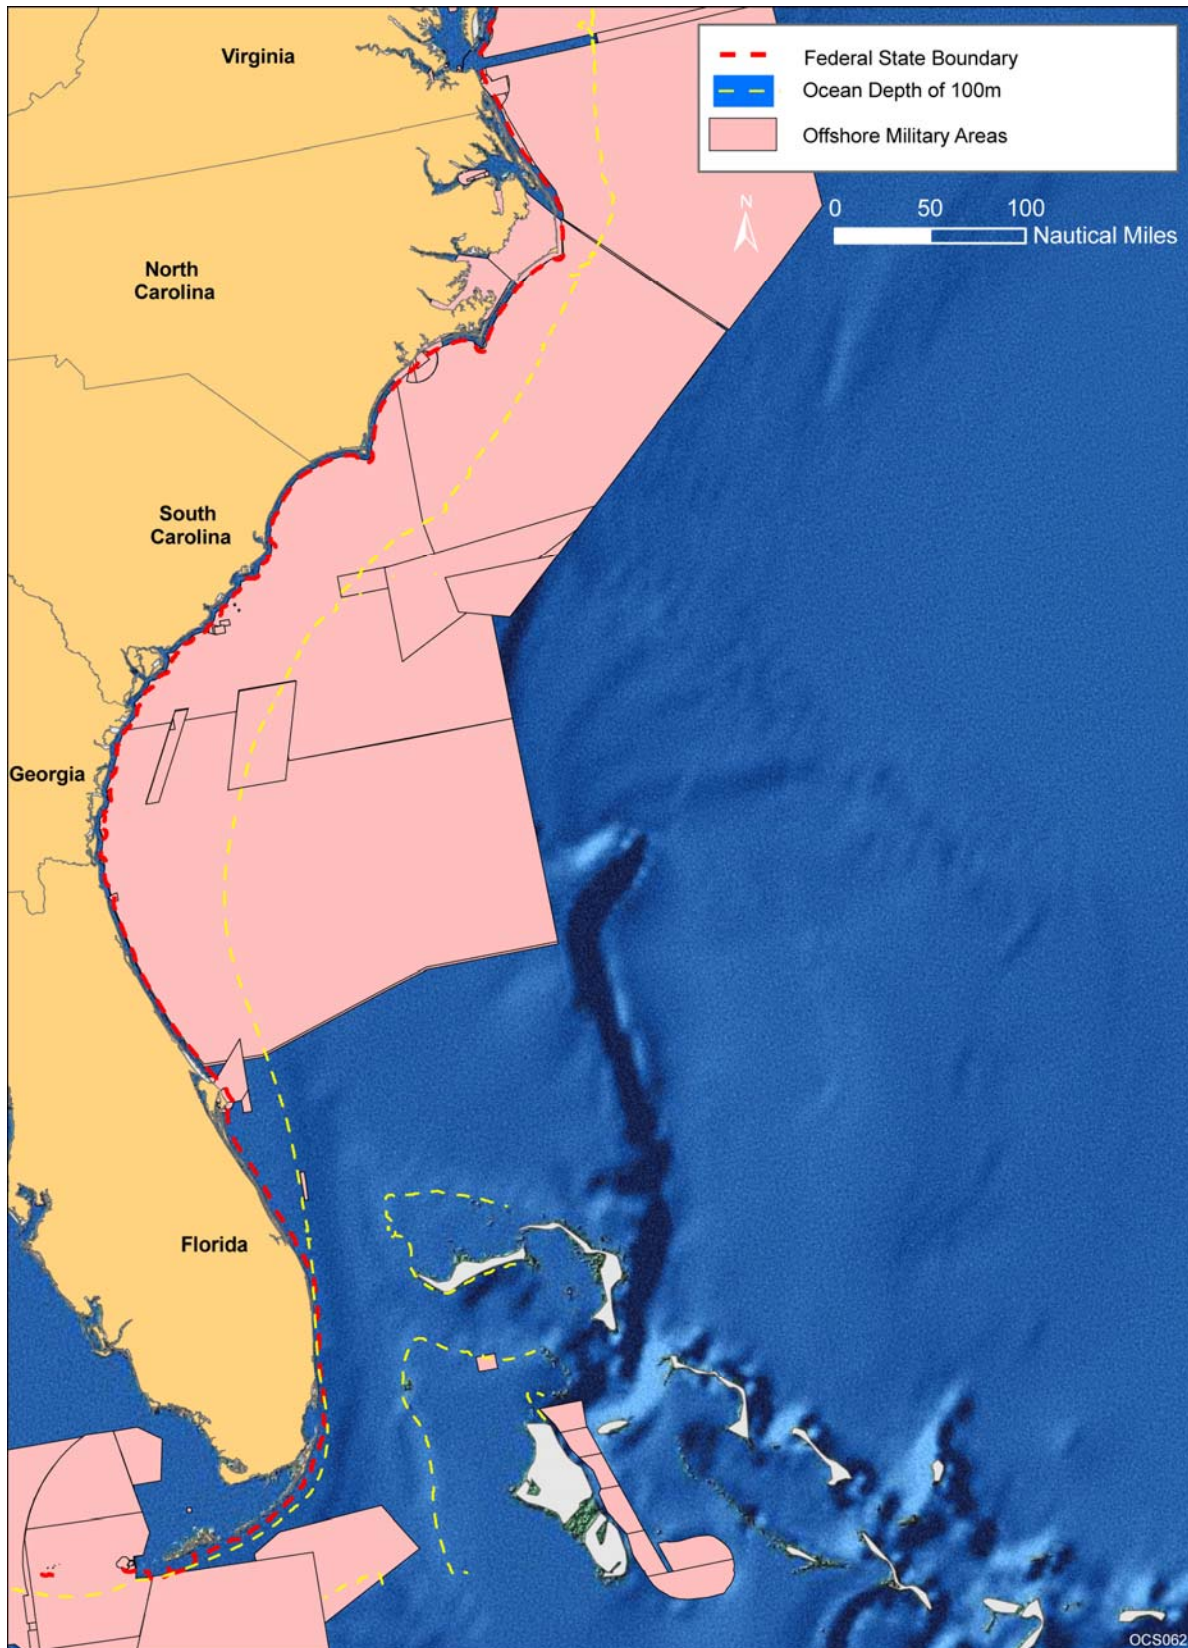 Virginia
Federal State Boundary
Ocean Depth of 100m
Offshore Military Areas
N
0 50 100
Nautical Miles
North
Carolina
South
Carolina
Georgia
Florida
OCS062